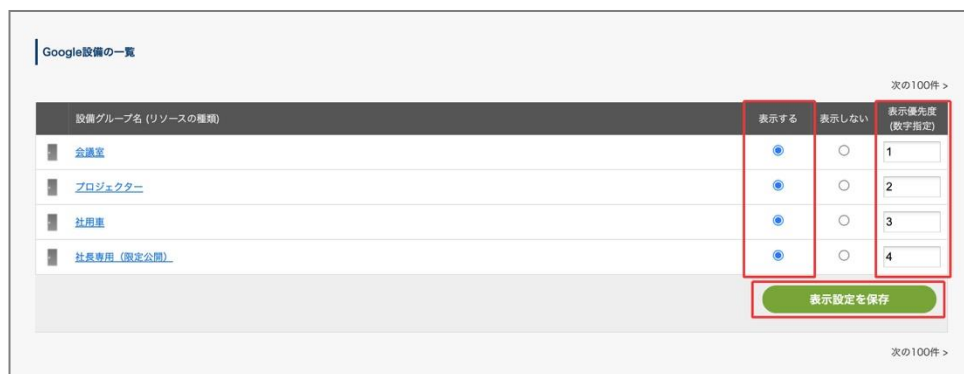 Google設備の一覧
次の100件 >
設備グループ名 (リソースの種類) 表示する 表示しない 表示優先度
(数字指定)
会議室 1
プロジェクター 2
社用車 3
社長専用（限定公開） 4
表示設定を保存
次の100件 >